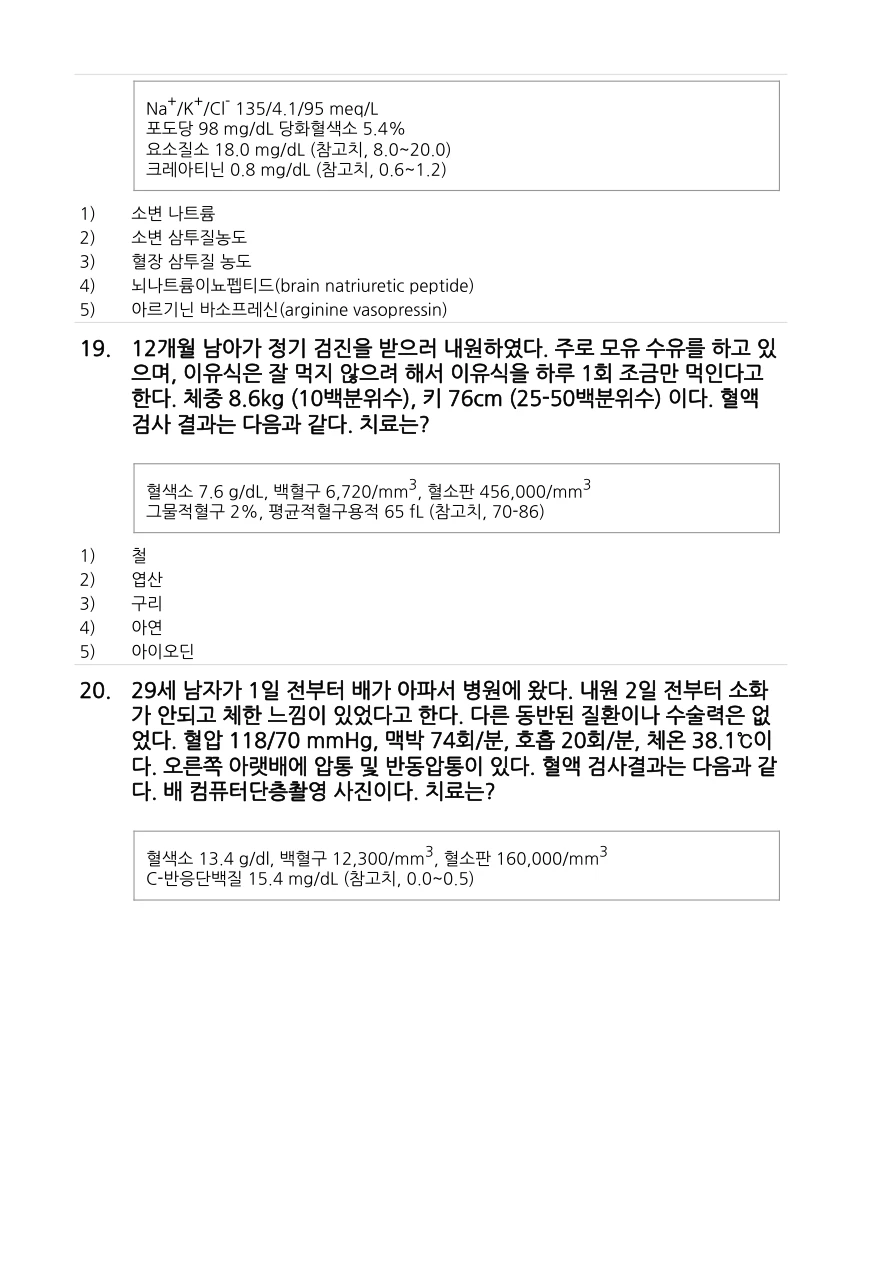 Na+/K+/Cl- 135/4.1/95 meq/L
포도당 98 mg/dL 당화혈색소 5.4%
요소질소 18.0 mg/dL (참고치, 8.0~20.0)
크레아티닌 0.8 mg/dL (참고치, 0.6~1.2)
1) 소변 나트륨
2) 소변 삼투질농도
3) 혈장 삼투질 농도
4) 뇌나트륨이뇨펩티드(brain natriuretic peptide)
5) 아르기닌 바소프레신(arginine vasopressin)
19. 12개월 남아가 정기 검진을 받으러 내원하였다. 주로 모유 수유를 하고 있
으며, 이유식은 잘 먹지 않으려 해서 이유식을 하루 1회 조금만 먹인다고
한다. 체중 8.6kg (10백분위수), 키 76cm (25-50백분위수) 이다. 혈액
검사 결과는 다음과 같다. 치료는?
혈색소 7.6 g/dL, 백혈구 6,720/mm3, 혈소판 456,000/mm3
그물적혈구 2%, 평균적혈구용적 65 fL (참고치, 70-86)
1) 철
2) 엽산
3) 구리
4) 아연
5) 아이오딘
20. 29세 남자가 1일 전부터 배가 아파서 병원에 왔다. 내원 2일 전부터 소화
가 안되고 체한 느낌이 있었다고 한다. 다른 동반된 질환이나 수술력은 없
었다. 혈압 118/70 mmHg, 맥박 74회/분, 호흡 20회/분, 체온 38.1℃이
다. 오른쪽 아랫배에 압통 및 반동압통이 있다. 혈액 검사결과는 다음과 같
다. 배 컴퓨터단층촬영 사진이다. 치료는?
혈색소 13.4 g/dl, 백혈구 12,300/mm3, 혈소판 160,000/mm3
C-반응단백질 15.4 mg/dL (참고치, 0.0~0.5)